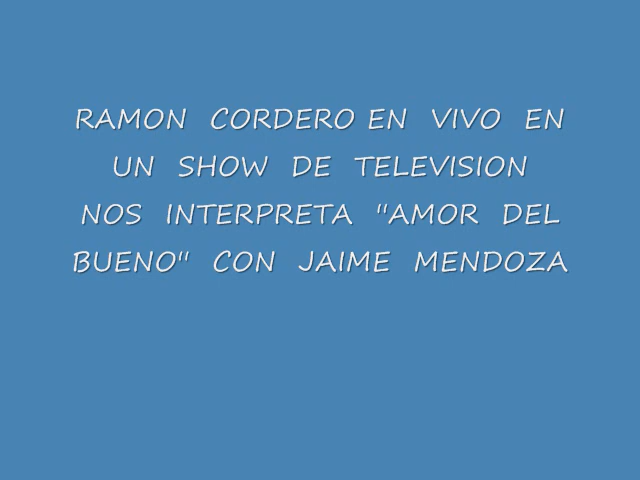 RAMON CORDERO EN VIVO EN
UN SHOW DE TELEVISION
NOS INTERPRETA "AMOR DEL
BUENO" CON JAIME MENDOZA